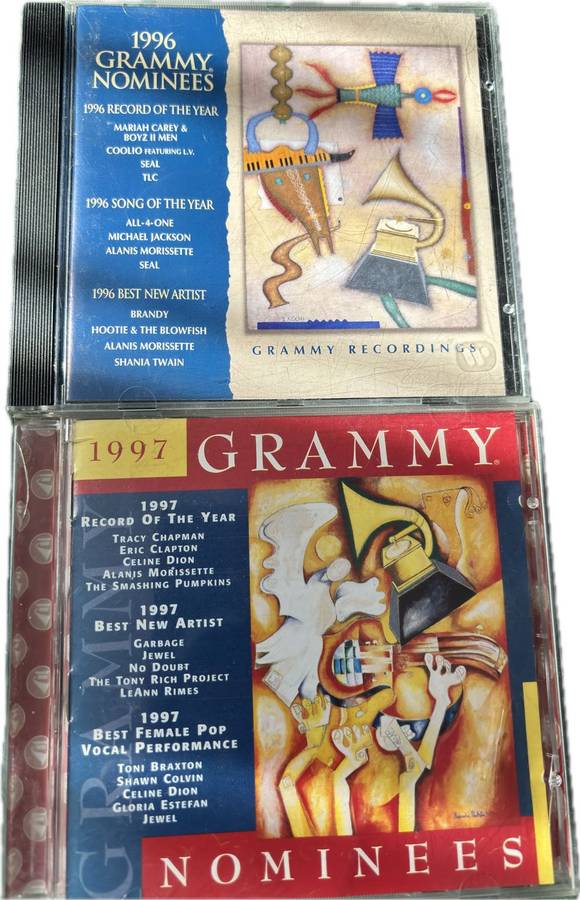 1996
GRAMMY®
NOMINEES
1996 RECORD OF THE YEAR
MARIAH CAREY &
BOYZ II MEN
COOLIO FEATURING L.V.
SEAL
TLC
1996 SONG OF THE YEAR
ALL-4-ONE
MICHAEL JACKSON
ALANIS MORISSETTE
SEAL
1996 BEST NEW ARTIST
BRANDY
HOOTIE & THE BLOWFISH
ALANIS MORISSETTE
SHANIA TWAIN
GRAMMY RECORDINGS
1997 GRAMMY®
1997
RECORD OF THE YEAR
TRACY CHAPMAN
ERIC CLAPTON
CELINE DION
ALANIS MORISSETTE
THE SMASHING PUMPKINS
1997
BEST NEW ARTIST
GARBAGE
JEWEL
NO DOUBT
THE TONY RICH PROJECT
LEANN RIMES
1997
BEST FEMALE POP
VOCAL PERFORMANCE
TONI BRAXTON
SHAWN COLVIN
CELINE DION
GLORIA ESTEFAN
JEWEL
GRAMMY
NOMINEES